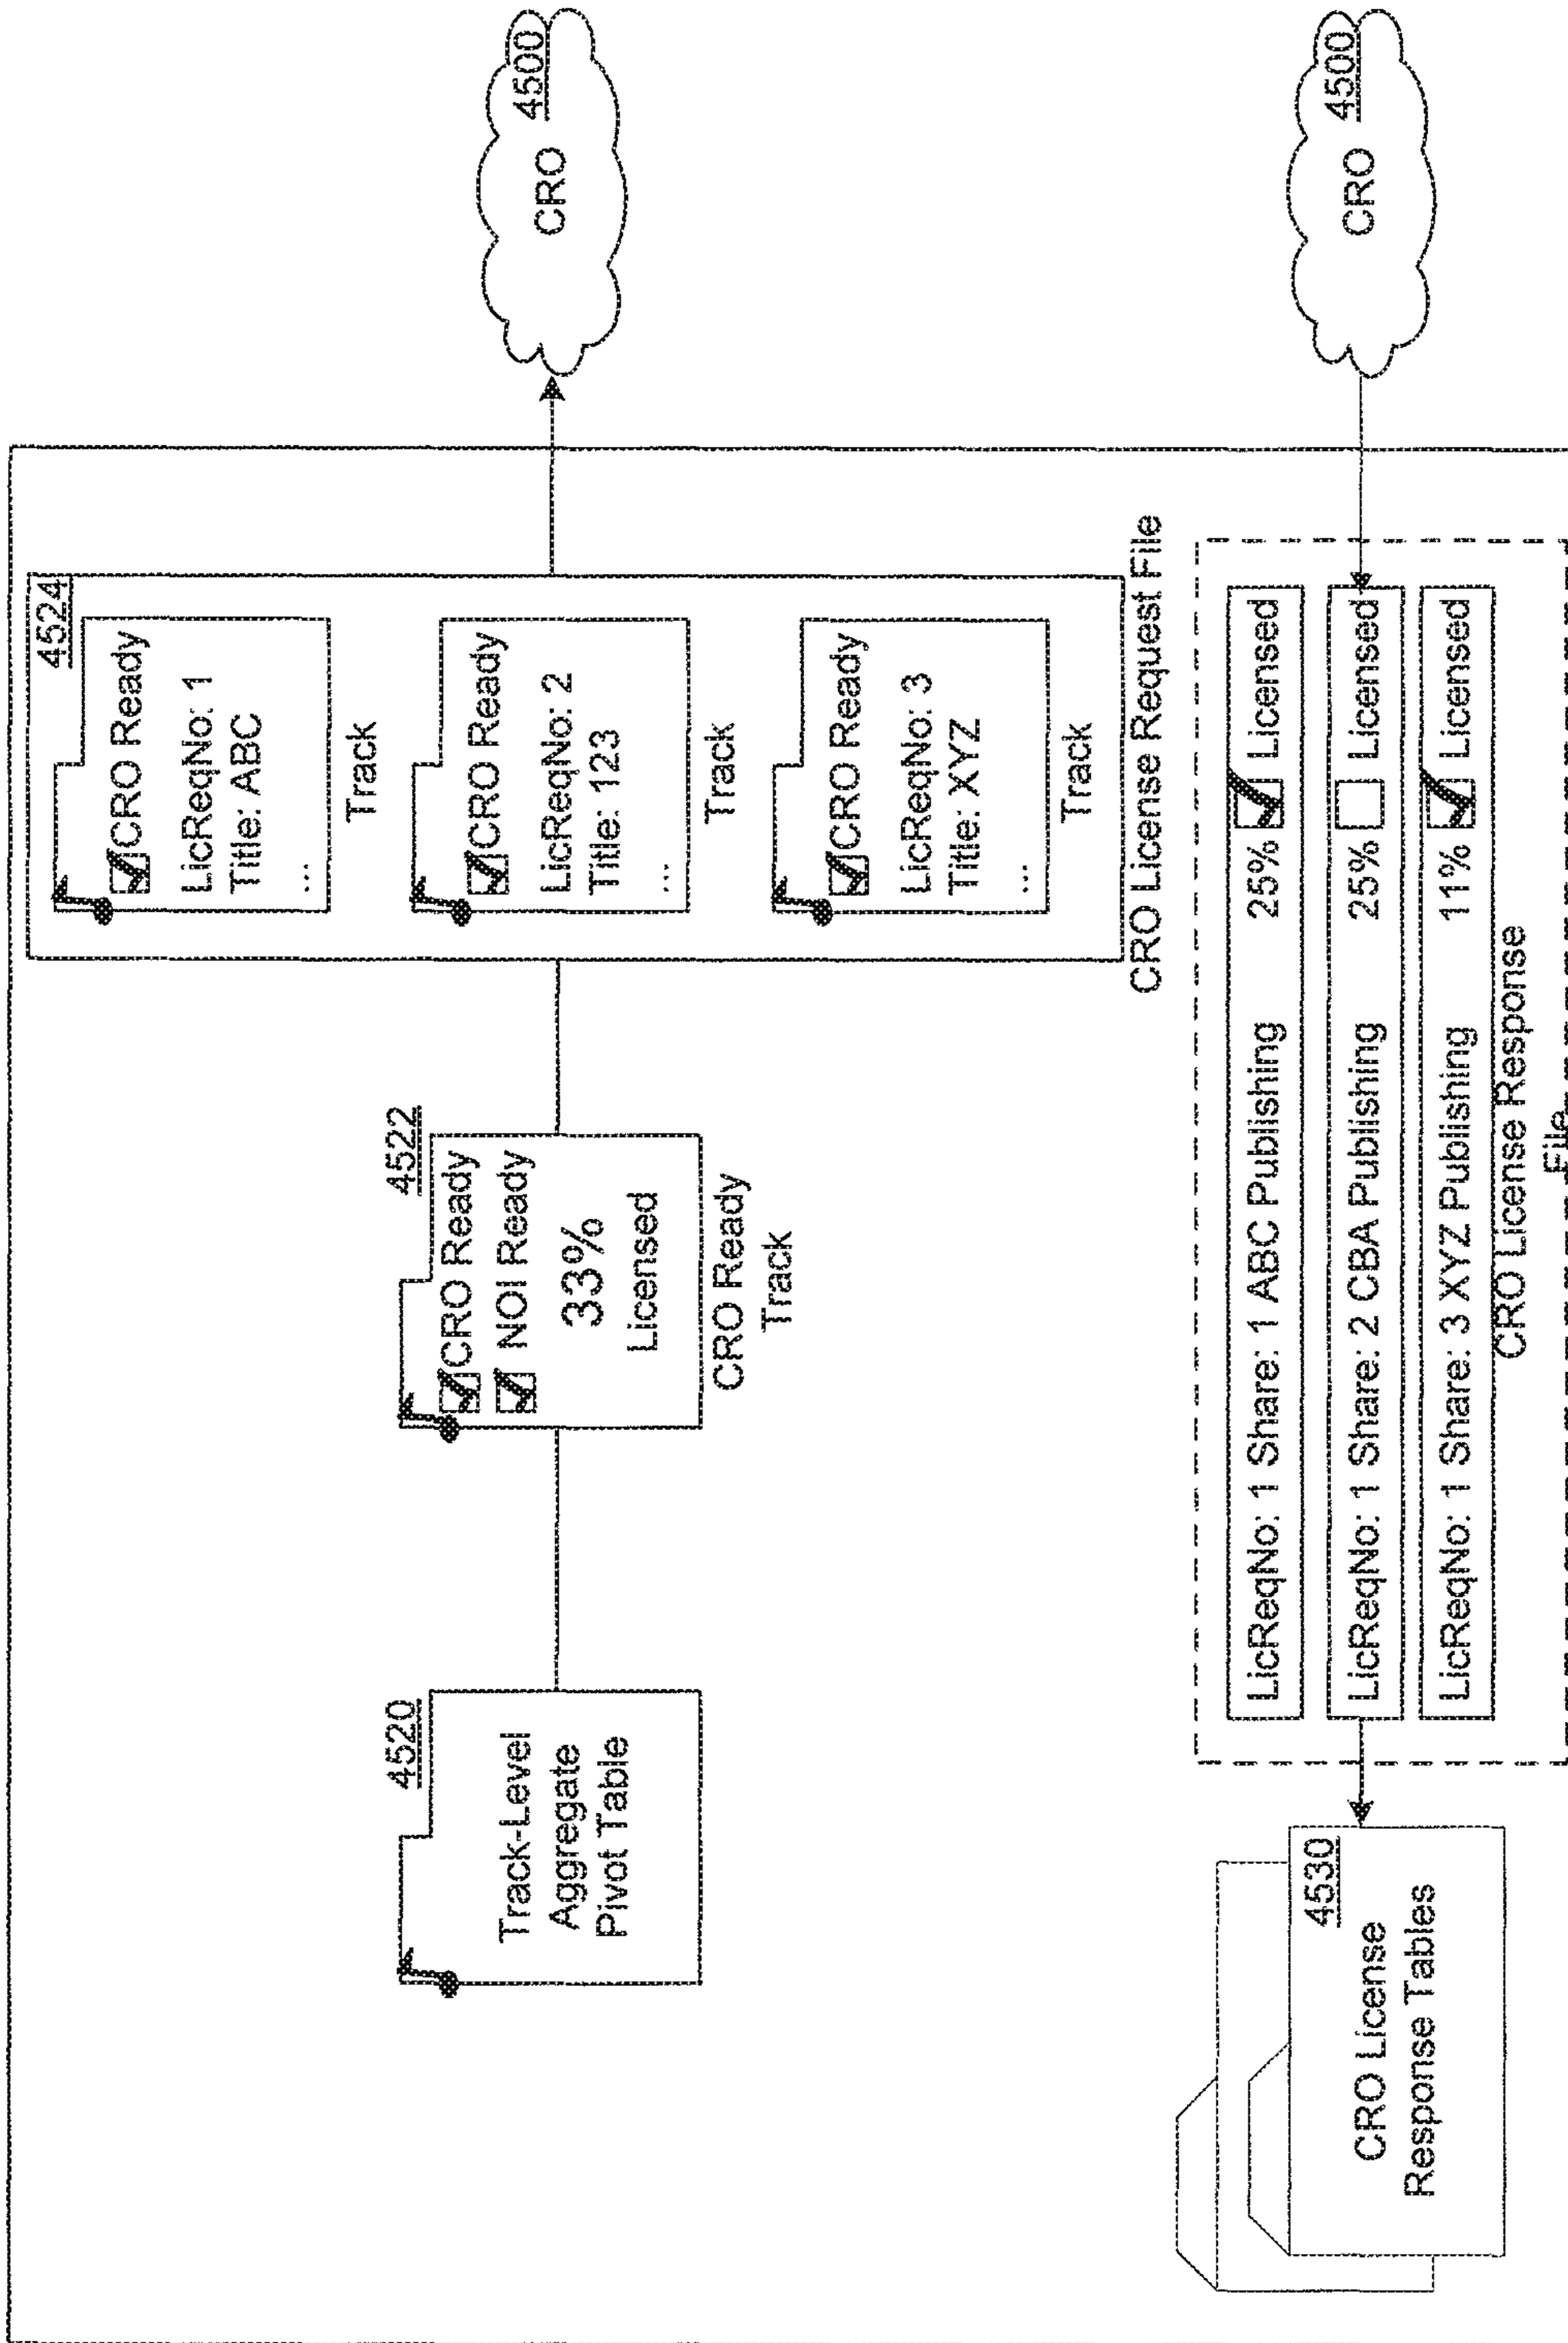 4520
Track-Level
Aggregate
Pivot Table
4522
CRO Ready
NOI Ready
33%
Licensed
CRO Ready
Track
4524
CRO Ready
LicReqNo: 1
Title: ABC
...
Track
CRO Ready
LicReqNo: 2
Title: 123
...
Track
CRO Ready
LicReqNo: 3
Title: XYZ
...
Track
CRO License Request File
CRO 4500
4530
CRO License
Response Tables
LicReqNo: 1 Share: 1 ABC Publishing 25% Licensed
LicReqNo: 1 Share: 2 CBA Publishing 25% Licensed
LicReqNo: 1 Share: 3 XYZ Publishing 11% Licensed
CRO License Response
File
CRO 4500